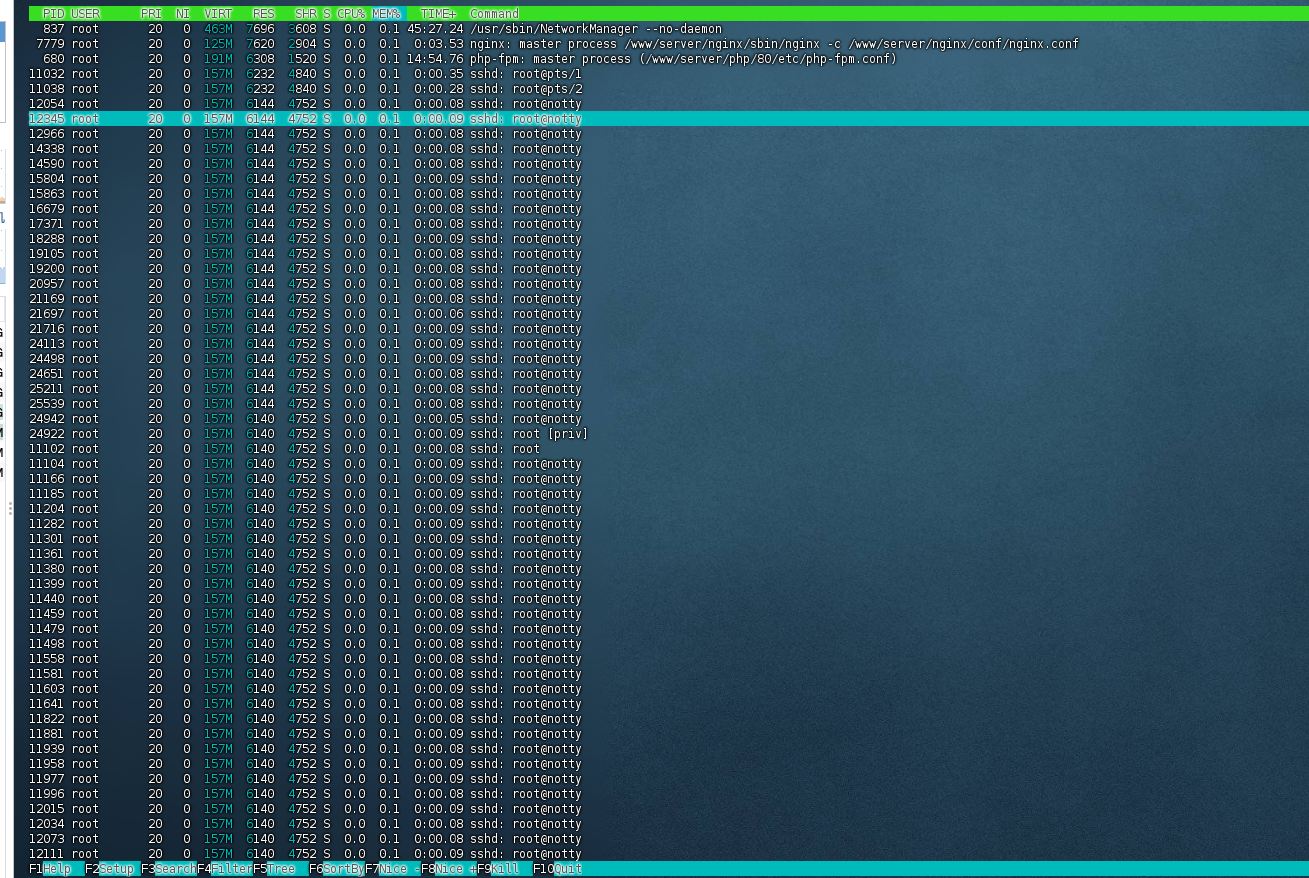 PID USER PRI NI VIRT RES SHR S CPU% MEM% TIME+ Command
837 root 20 0 463M 7696 3608 S 0.0 0.1 45:27.24 /usr/sbin/NetworkManager --no-daemon
7779 root 20 0 125M 7620 2904 S 0.0 0.1 0:03.53 nginx: master process /www/server/nginx/sbin/nginx -c /www/server/nginx/conf/nginx.conf
680 root 20 0 191M 6308 1520 S 0.0 0.1 14:54.76 php-fpm: master process (/www/server/php/80/etc/php-fpm.conf)
11032 root 20 0 157M 6232 4840 S 0.0 0.1 0:00.35 sshd: root@pts/1
11038 root 20 0 157M 6232 4840 S 0.0 0.1 0:00.28 sshd: root@pts/2
12054 root 20 0 157M 6144 4752 S 0.0 0.1 0:00.08 sshd: root@notty
12345 root 20 0 157M 6144 4752 S 0.0 0.1 0:00.09 sshd: root@notty
12966 root 20 0 157M 6144 4752 S 0.0 0.1 0:00.08 sshd: root@notty
14338 root 20 0 157M 6144 4752 S 0.0 0.1 0:00.08 sshd: root@notty
14590 root 20 0 157M 6144 4752 S 0.0 0.1 0:00.08 sshd: root@notty
15804 root 20 0 157M 6144 4752 S 0.0 0.1 0:00.09 sshd: root@notty
15863 root 20 0 157M 6144 4752 S 0.0 0.1 0:00.08 sshd: root@notty
16679 root 20 0 157M 6144 4752 S 0.0 0.1 0:00.08 sshd: root@notty
17371 root 20 0 157M 6144 4752 S 0.0 0.1 0:00.08 sshd: root@notty
18288 root 20 0 157M 6144 4752 S 0.0 0.1 0:00.09 sshd: root@notty
19105 root 20 0 157M 6144 4752 S 0.0 0.1 0:00.08 sshd: root@notty
19200 root 20 0 157M 6144 4752 S 0.0 0.1 0:00.08 sshd: root@notty
20957 root 20 0 157M 6144 4752 S 0.0 0.1 0:00.08 sshd: root@notty
21169 root 20 0 157M 6144 4752 S 0.0 0.1 0:00.08 sshd: root@notty
21697 root 20 0 157M 6144 4752 S 0.0 0.1 0:00.06 sshd: root@notty
21716 root 20 0 157M 6144 4752 S 0.0 0.1 0:00.09 sshd: root@notty
24113 root 20 0 157M 6144 4752 S 0.0 0.1 0:00.09 sshd: root@notty
24498 root 20 0 157M 6144 4752 S 0.0 0.1 0:00.09 sshd: root@notty
24651 root 20 0 157M 6144 4752 S 0.0 0.1 0:00.08 sshd: root@notty
25211 root 20 0 157M 6144 4752 S 0.0 0.1 0:00.08 sshd: root@notty
25539 root 20 0 157M 6144 4752 S 0.0 0.1 0:00.09 sshd: root@notty
24942 root 20 0 157M 6140 4752 S 0.0 0.1 0:00.05 sshd: root@notty
24922 root 20 0 157M 6140 4752 S 0.0 0.1 0:00.09 sshd: root [priv]
11102 root 20 0 157M 6140 4752 S 0.0 0.1 0:00.08 sshd: root
11104 root 20 0 157M 6140 4752 S 0.0 0.1 0:00.09 sshd: root@notty
11166 root 20 0 157M 6140 4752 S 0.0 0.1 0:00.08 sshd: root@notty
11185 root 20 0 157M 6140 4752 S 0.0 0.1 0:00.09 sshd: root@notty
11204 root 20 0 157M 6140 4752 S 0.0 0.1 0:00.08 sshd: root@notty
11282 root 20 0 157M 6140 4752 S 0.0 0.1 0:00.09 sshd: root@notty
11301 root 20 0 157M 6140 4752 S 0.0 0.1 0:00.09 sshd: root@notty
11361 root 20 0 157M 6140 4752 S 0.0 0.1 0:00.09 sshd: root@notty
11380 root 20 0 157M 6140 4752 S 0.0 0.1 0:00.08 sshd: root@notty
11399 root 20 0 157M 6140 4752 S 0.0 0.1 0:00.09 sshd: root@notty
11440 root 20 0 157M 6140 4752 S 0.0 0.1 0:00.08 sshd: root@notty
11459 root 20 0 157M 6140 4752 S 0.0 0.1 0:00.08 sshd: root@notty
11479 root 20 0 157M 6140 4752 S 0.0 0.1 0:00.09 sshd: root@notty
11498 root 20 0 157M 6140 4752 S 0.0 0.1 0:00.08 sshd: root@notty
11558 root 20 0 157M 6140 4752 S 0.0 0.1 0:00.08 sshd: root@notty
11581 root 20 0 157M 6140 4752 S 0.0 0.1 0:00.08 sshd: root@notty
11603 root 20 0 157M 6140 4752 S 0.0 0.1 0:00.09 sshd: root@notty
11641 root 20 0 157M 6140 4752 S 0.0 0.1 0:00.08 sshd: root@notty
11822 root 20 0 157M 6140 4752 S 0.0 0.1 0:00.08 sshd: root@notty
11881 root 20 0 157M 6140 4752 S 0.0 0.1 0:00.09 sshd: root@notty
11939 root 20 0 157M 6140 4752 S 0.0 0.1 0:00.08 sshd: root@notty
11958 root 20 0 157M 6140 4752 S 0.0 0.1 0:00.09 sshd: root@notty
11977 root 20 0 157M 6140 4752 S 0.0 0.1 0:00.09 sshd: root@notty
11996 root 20 0 157M 6140 4752 S 0.0 0.1 0:00.08 sshd: root@notty
12015 root 20 0 157M 6140 4752 S 0.0 0.1 0:00.09 sshd: root@notty
12034 root 20 0 157M 6140 4752 S 0.0 0.1 0:00.08 sshd: root@notty
12073 root 20 0 157M 6140 4752 S 0.0 0.1 0:00.08 sshd: root@notty
12111 root 20 0 157M 6140 4752 S 0.0 0.1 0:00.09 sshd: root@notty
F1Help F2Setup F3SearchF4FilterF5Tree F6SortByF7Nice -F8Nice +F9Kill F10Quit